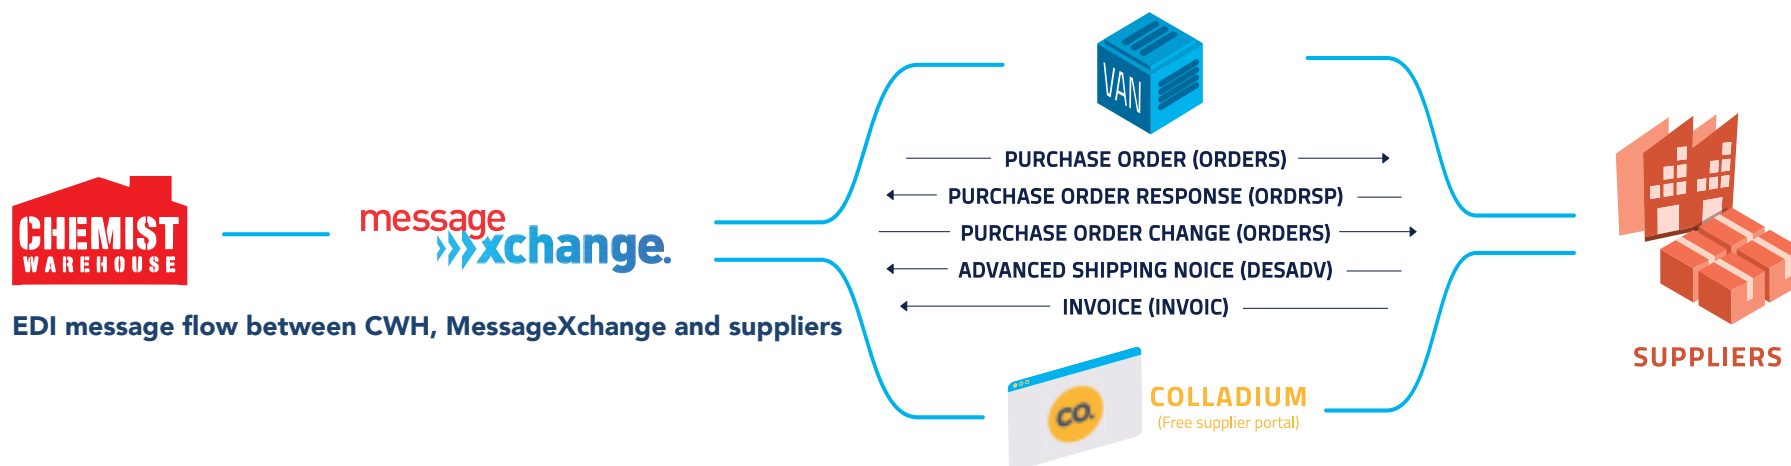 CHEMIST
WAREHOUSE
message
xchange.
EDI message flow between CWH, MessageXchange and suppliers
VAN
PURCHASE ORDER (ORDERS)
PURCHASE ORDER RESPONSE (ORDRSP)
PURCHASE ORDER CHANGE (ORDERS)
ADVANCED SHIPPING NOICE (DESADV)
INVOICE (INVOIC)
CO.
COLLADIUM
(Free supplier portal)
SUPPLIERS